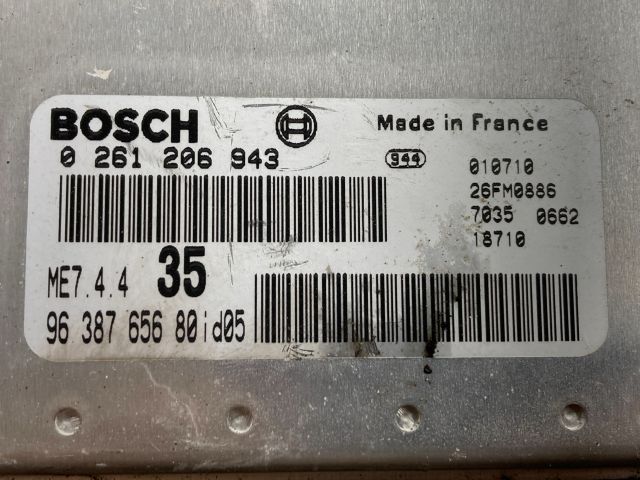 BOSCH
Made in France
0 261 206 943
944
010710
26FM0886
7035 0662
18710
ME7.4.4 35
96 387 656 80id05